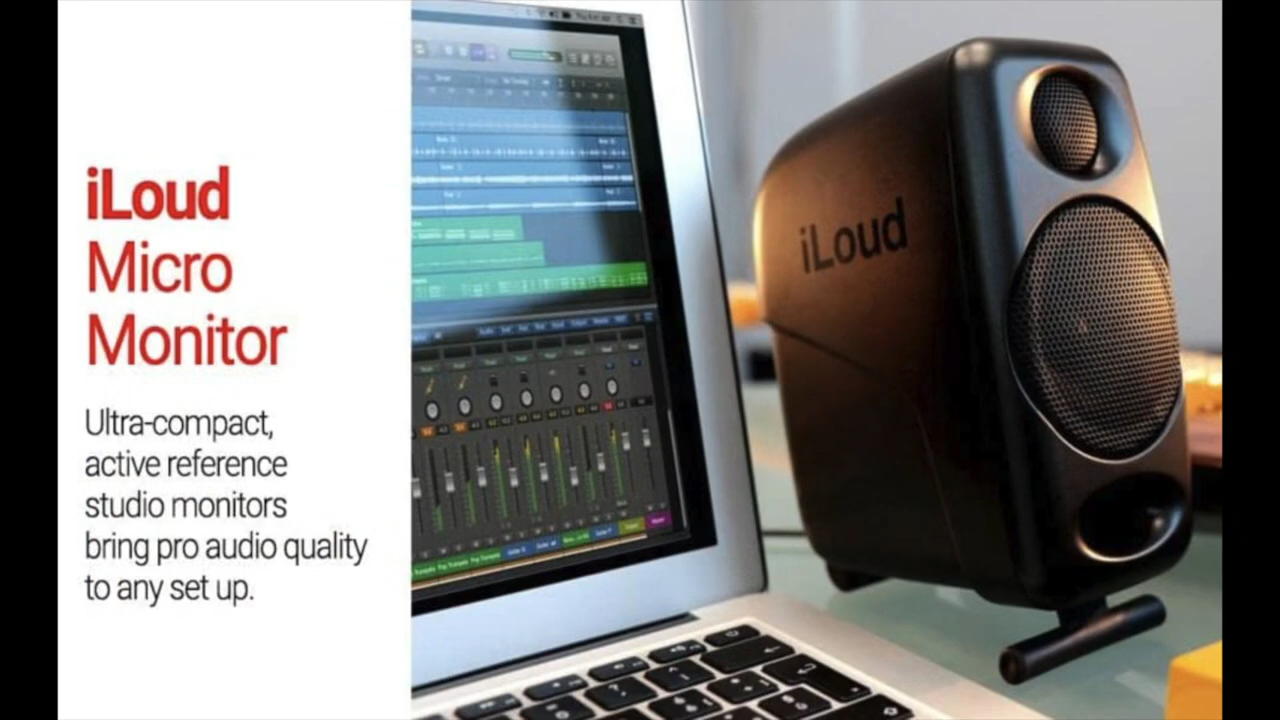 iLoud
Micro
Monitor
Ultra-compact,
active reference
studio monitors
bring pro audio quality
to any set up.
iLoud